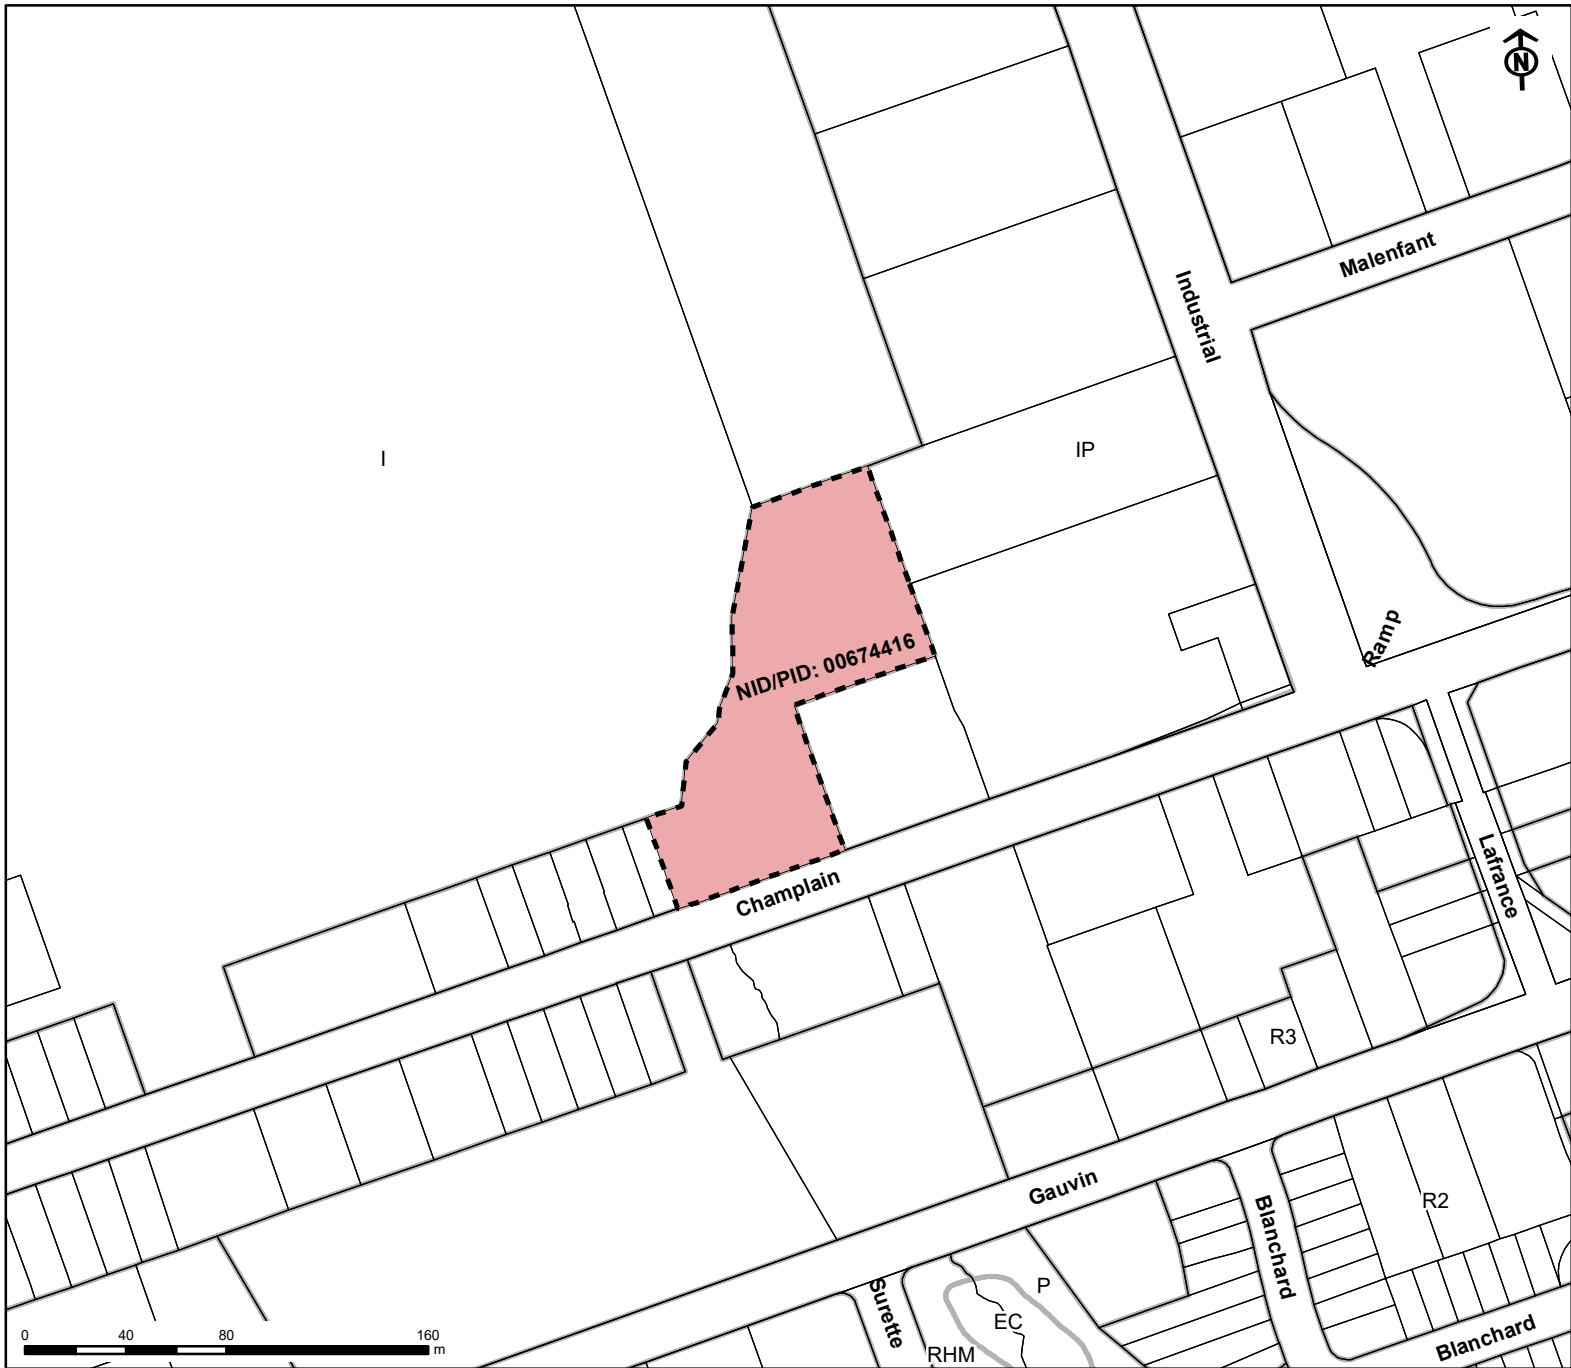 N
Malenfant
Industrial
I
IP
Ramp
NID/PID: 00674416
Champlain
Lafrance
R3
Gauvin
R2
Blanchard
P
Surette
EC
RHM
Blanchard
0 40 80 160
m